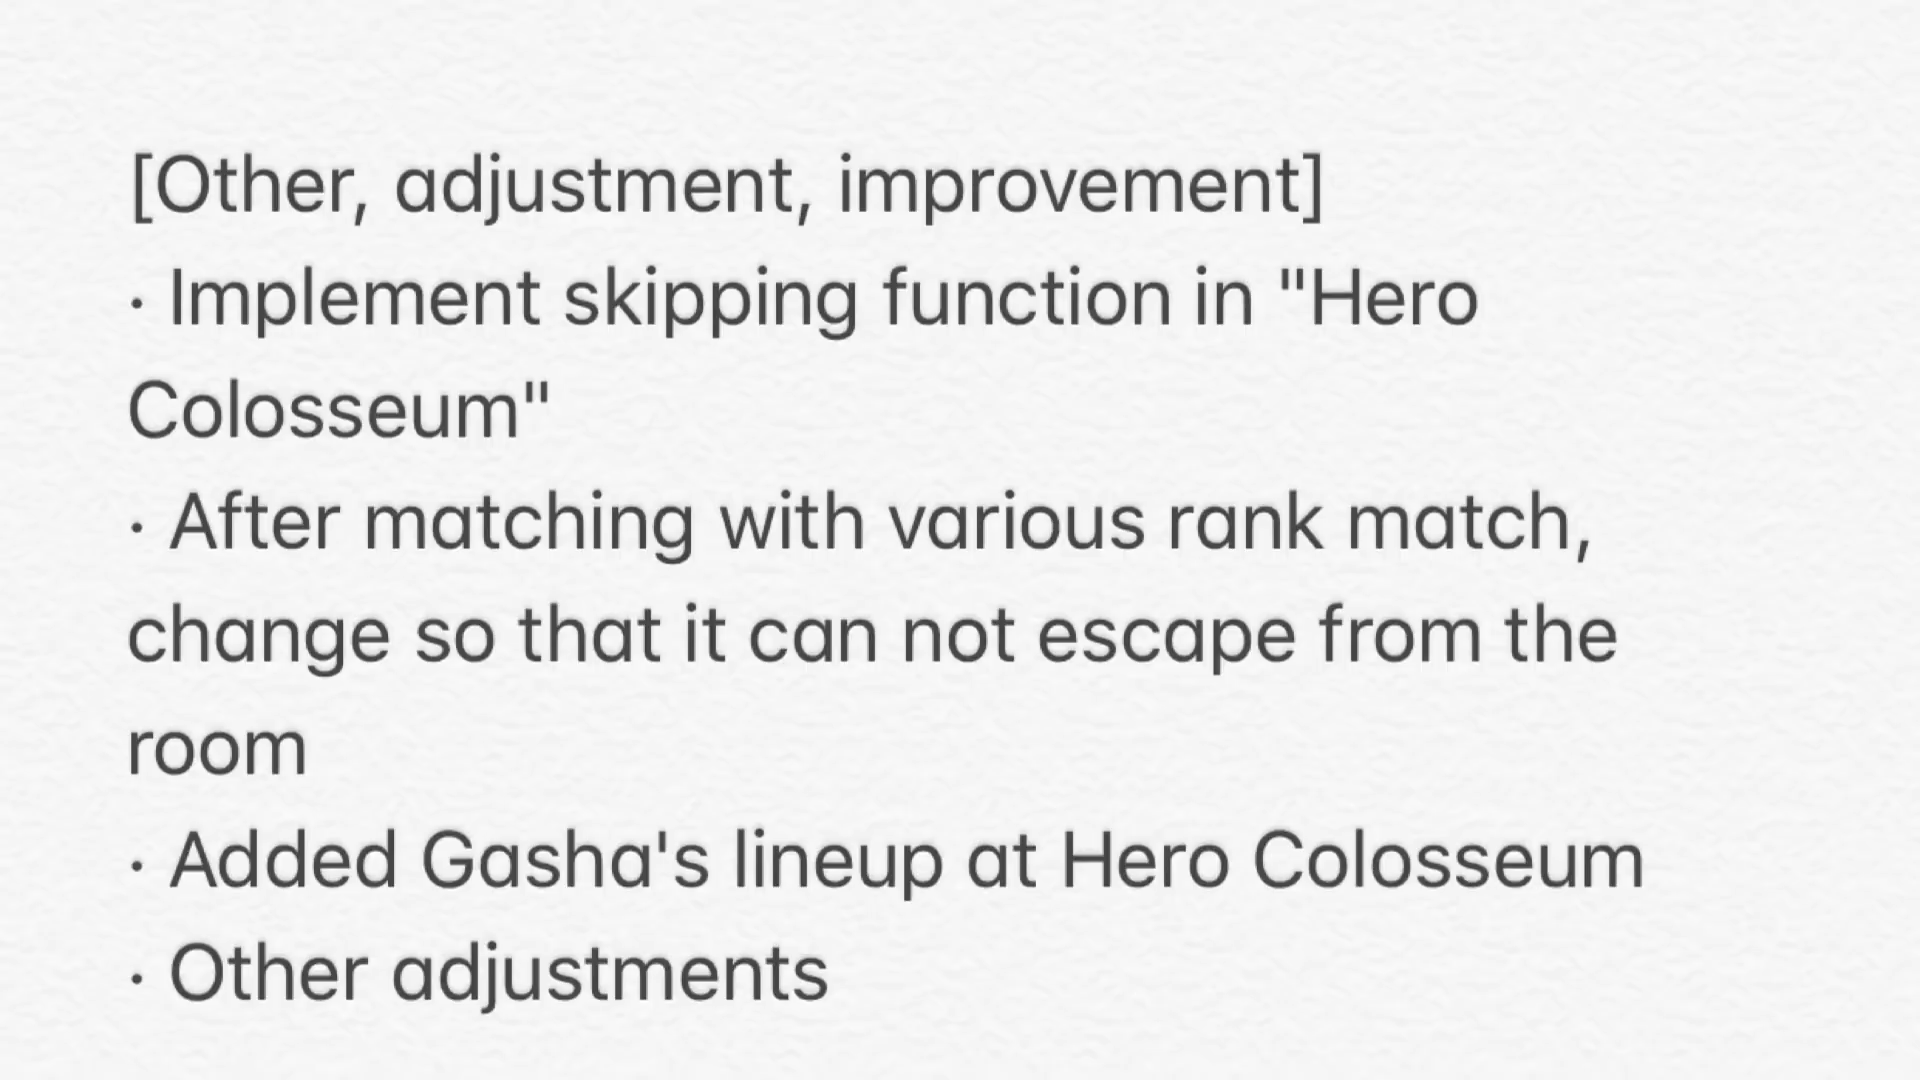 [Other, adjustment, improvement]
· Implement skipping function in "Hero
Colosseum"
· After matching with various rank match,
change so that it can not escape from the
room
· Added Gasha's lineup at Hero Colosseum
· Other adjustments